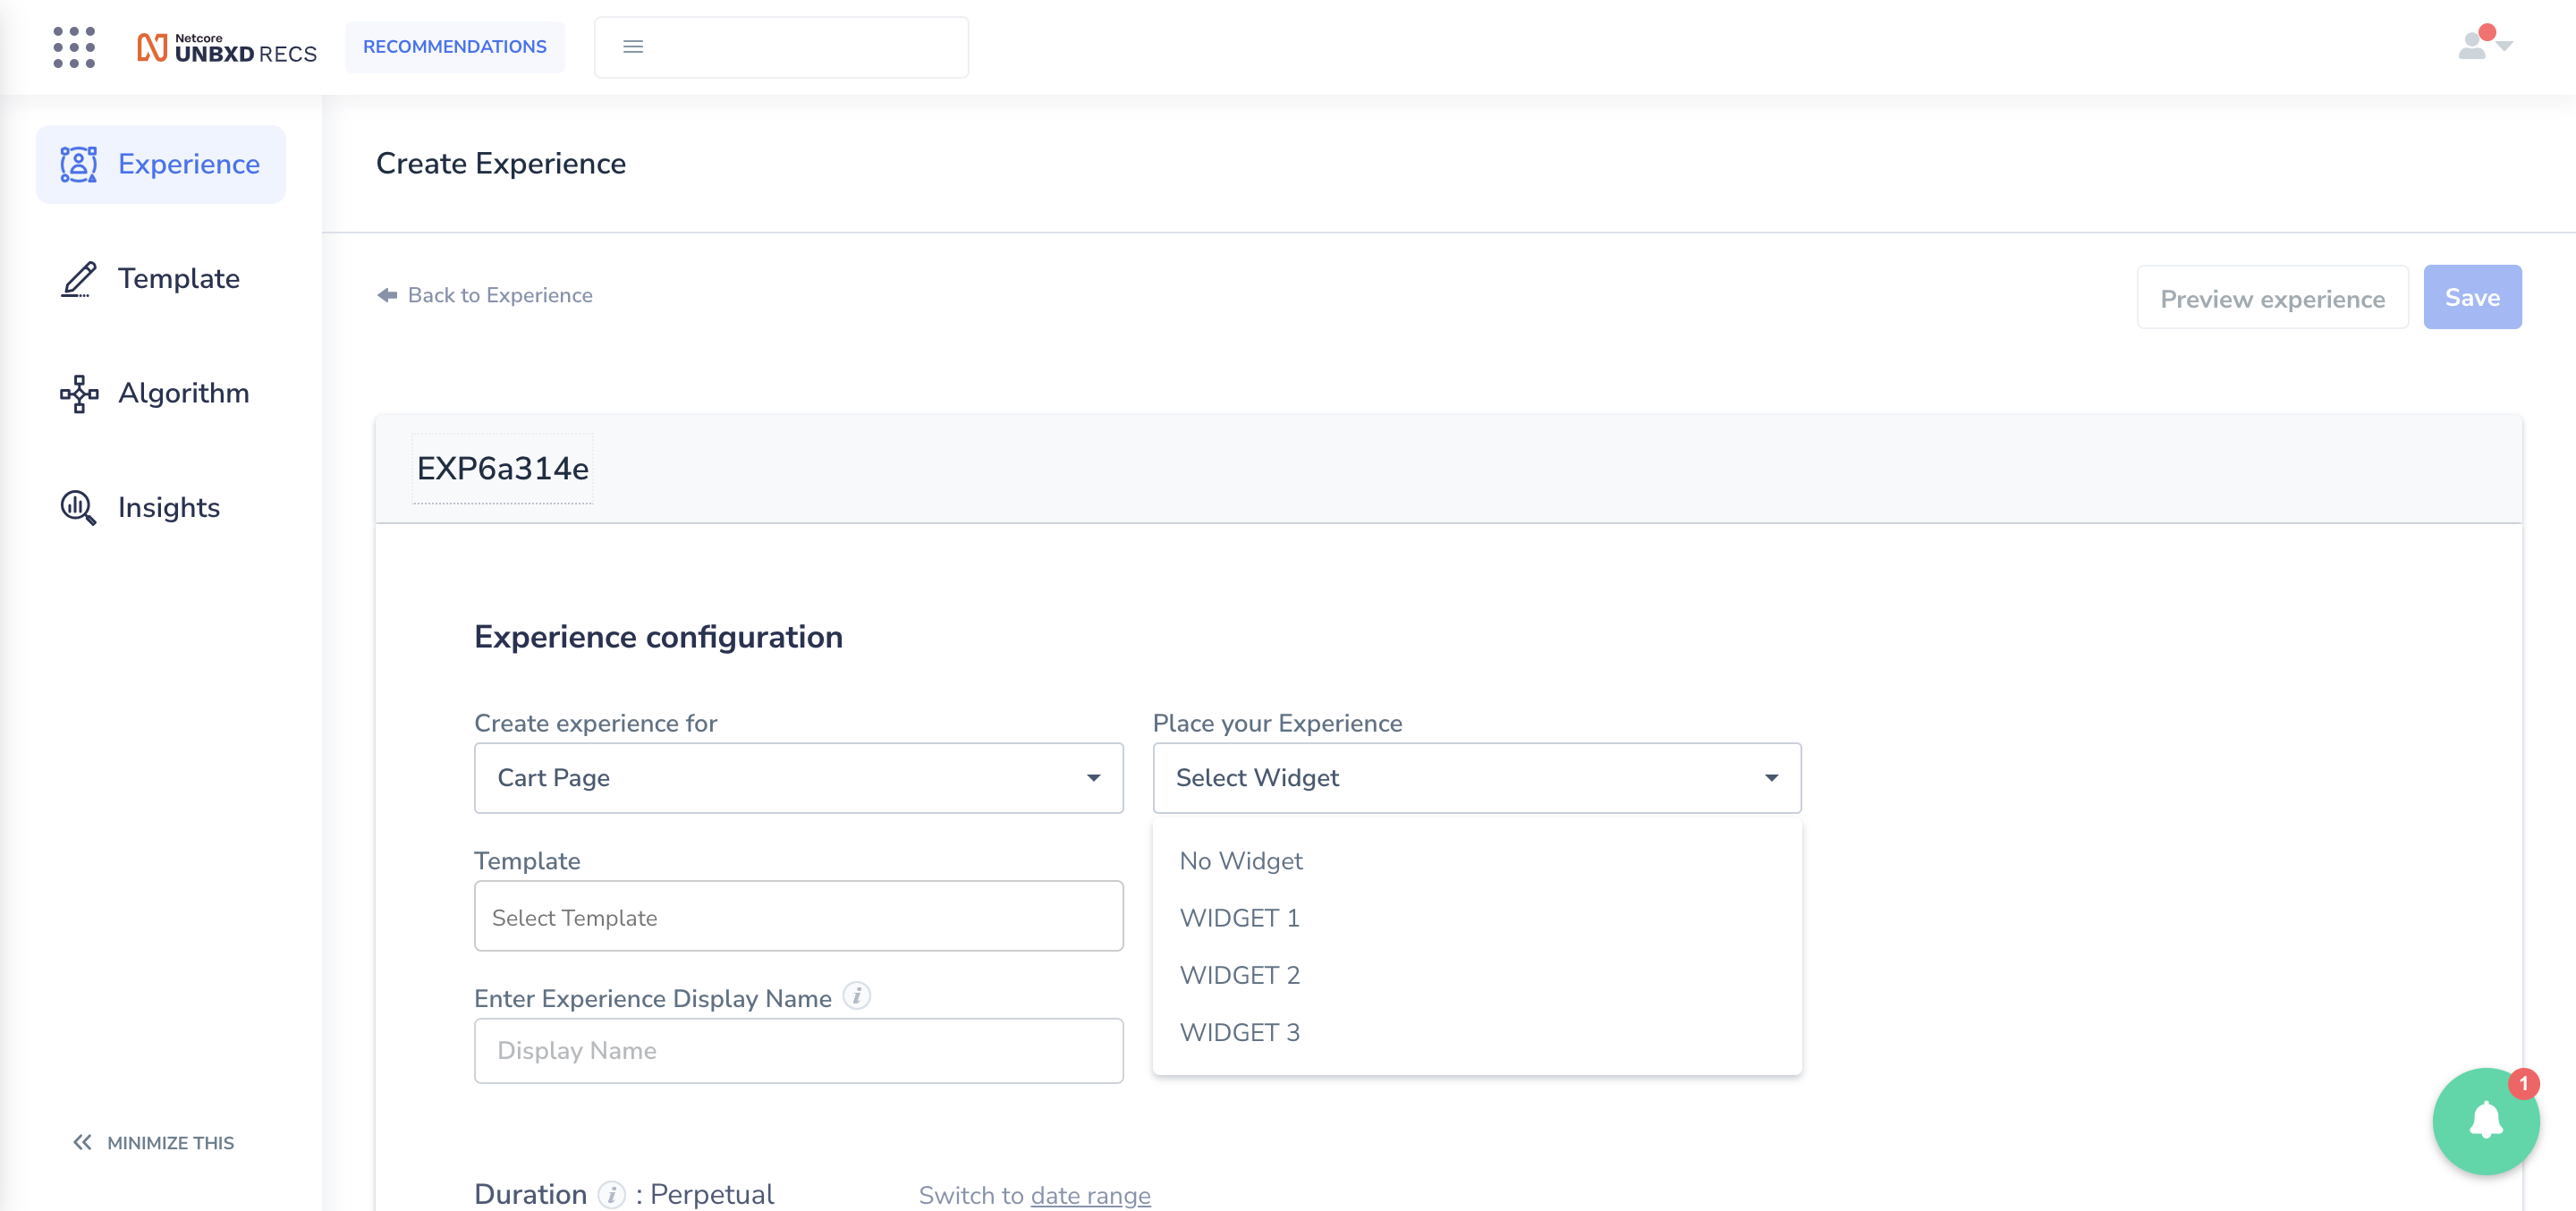 Netcore
UNBXD RECS
RECOMMENDATIONS
Experience
Template
Algorithm
Insights
MINIMIZE THIS
Create Experience
Back to Experience
Preview experience
Save
EXP6a314e
Experience configuration
Create experience for
Cart Page
Place your Experience
Select Widget
No Widget
WIDGET 1
WIDGET 2
WIDGET 3
Template
Select Template
Enter Experience Display Name i
Display Name
Duration i : Perpetual
Switch to date range
1